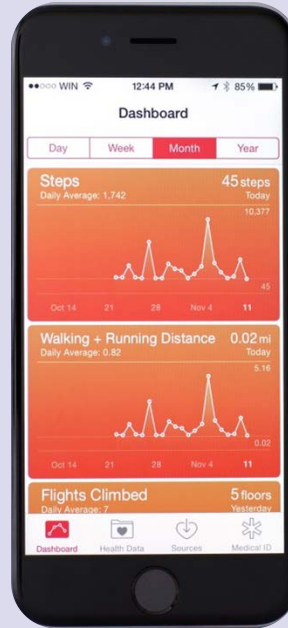 WIN 12:44 PM 85%
Dashboard
Day Week Month Year
Steps 45 steps
Daily Average: 1,742 Today
10,377
45
Oct 14 21 28 Nov 4 11
Walking + Running Distance 0.02 mi
Daily Average: 0.82 Today
5.16
0.02
Oct 14 21 28 Nov 4 11
Flights Climbed 5 floors
Daily Average: 7 Yesterday
Dashboard Health Data Sources Medical ID